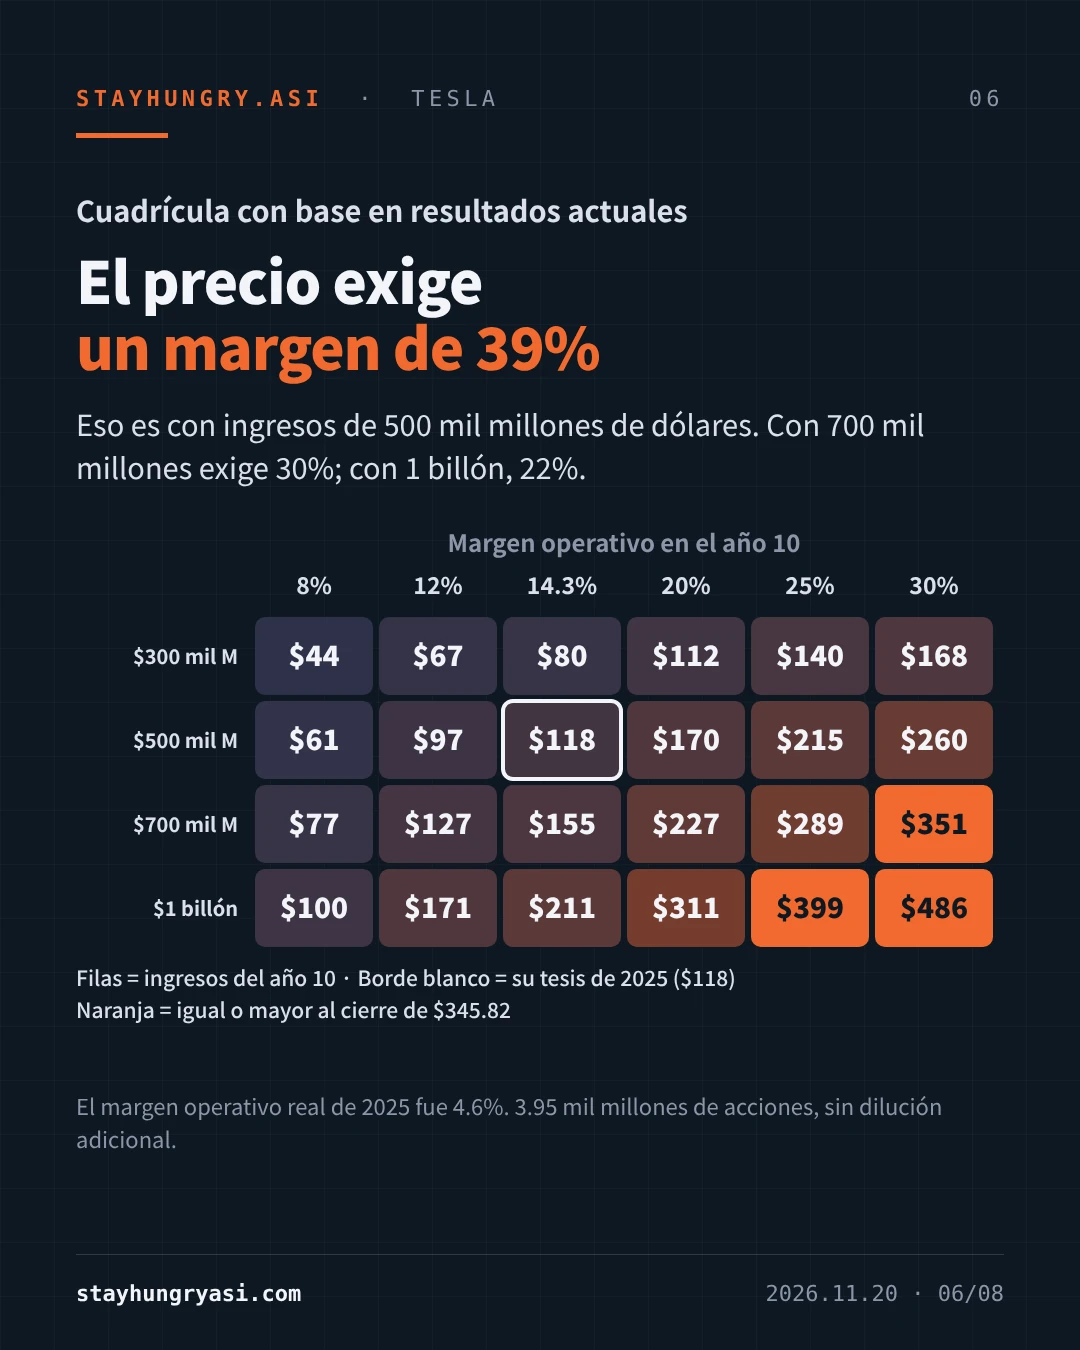 STAYHUNGRY.ASI · TESLA 06
Cuadrícula con base en resultados actuales
El precio exige
un margen de 39%
Eso es con ingresos de 500 mil millones de dólares. Con 700 mil
millones exige 30%; con 1 billón, 22%.
Margen operativo en el año 10
8% 12% 14.3% 20% 25% 30%
$300 mil M $44 $67 $80 $112 $140 $168
$500 mil M $61 $97 $118 $170 $215 $260
$700 mil M $77 $127 $155 $227 $289 $351
$1 billón $100 $171 $211 $311 $399 $486
Filas = ingresos del año 10 · Borde blanco = su tesis de 2025 ($118)
Naranja = igual o mayor al cierre de $345.82
El margen operativo real de 2025 fue 4.6%. 3.95 mil millones de acciones, sin dilución
adicional.
stayhungryasi.com 2026.11.20 · 06/08